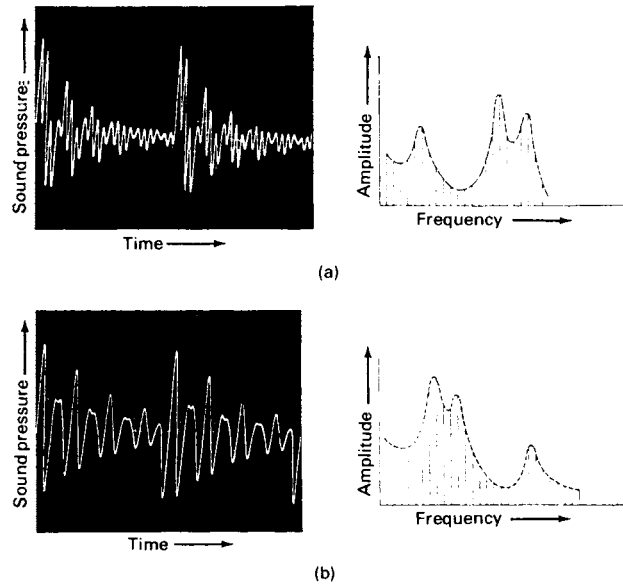 Sound pressure
Time
Amplitude
Frequency
(a)
Sound pressure
Time
Amplitude
Frequency
(b)